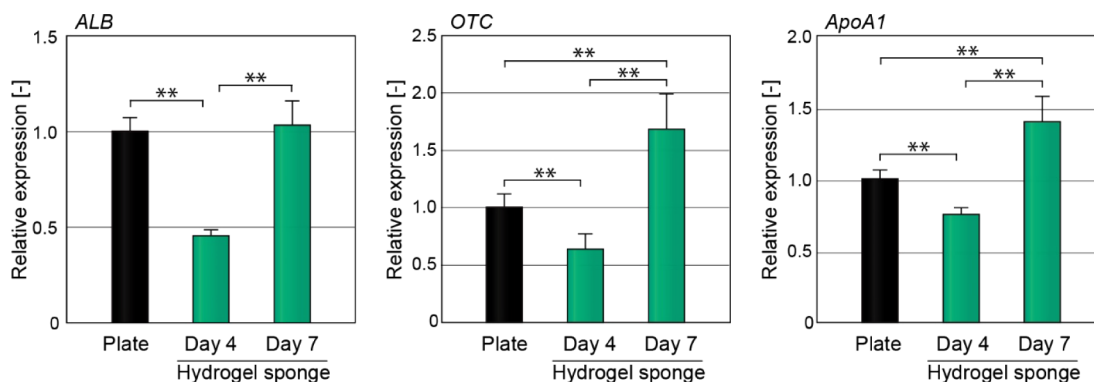 ALB
Relative expression [-]
1.5
1.0
0.5
0
**
**
Plate
Day 4
Day 7
Hydrogel sponge
OTC
Relative expression [-]
2.5
2.0
1.5
1.0
0.5
0
**
**
**
Plate
Day 4
Day 7
Hydrogel sponge
ApoA1
Relative expression [-]
2.0
1.5
1.0
0.5
0
**
**
**
Plate
Day 4
Day 7
Hydrogel sponge